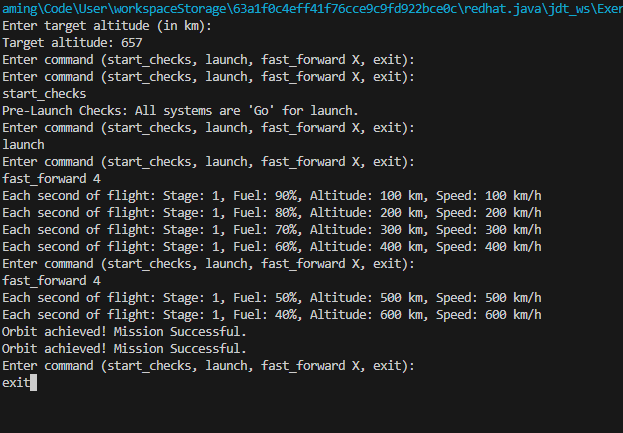 aming\Code\User\workspaceStorage\63a1f0c4eff41f76cce9c9fd922bce0c\redhat.java\jdt_ws\Exer
Enter target altitude (in km):
Target altitude: 657
Enter command (start_checks, launch, fast_forward X, exit):
Enter command (start_checks, launch, fast_forward X, exit):
start_checks
Pre-Launch Checks: All systems are 'Go' for launch.
Enter command (start_checks, launch, fast_forward X, exit):
launch
Enter command (start_checks, launch, fast_forward X, exit):
fast_forward 4
Each second of flight: Stage: 1, Fuel: 90%, Altitude: 100 km, Speed: 100 km/h
Each second of flight: Stage: 1, Fuel: 80%, Altitude: 200 km, Speed: 200 km/h
Each second of flight: Stage: 1, Fuel: 70%, Altitude: 300 km, Speed: 300 km/h
Each second of flight: Stage: 1, Fuel: 60%, Altitude: 400 km, Speed: 400 km/h
Enter command (start_checks, launch, fast_forward X, exit):
fast_forward 4
Each second of flight: Stage: 1, Fuel: 50%, Altitude: 500 km, Speed: 500 km/h
Each second of flight: Stage: 1, Fuel: 40%, Altitude: 600 km, Speed: 600 km/h
Orbit achieved! Mission Successful.
Orbit achieved! Mission Successful.
Enter command (start_checks, launch, fast_forward X, exit):
exit